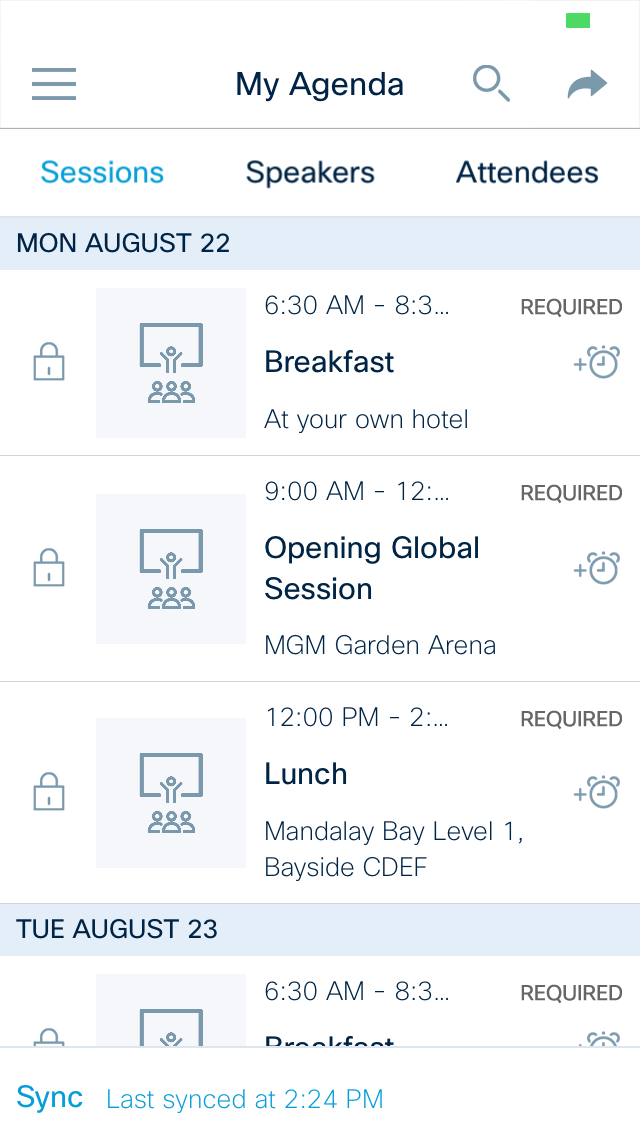 My Agenda
Sessions Speakers Attendees
MON AUGUST 22
6:30 AM - 8:3... REQUIRED
Breakfast
At your own hotel
9:00 AM - 12:... REQUIRED
Opening Global
Session
MGM Garden Arena
12:00 PM - 2:... REQUIRED
Lunch
Mandalay Bay Level 1,
Bayside CDEF
TUE AUGUST 23
6:30 AM - 8:3... REQUIRED
Breakfast
Sync Last synced at 2:24 PM